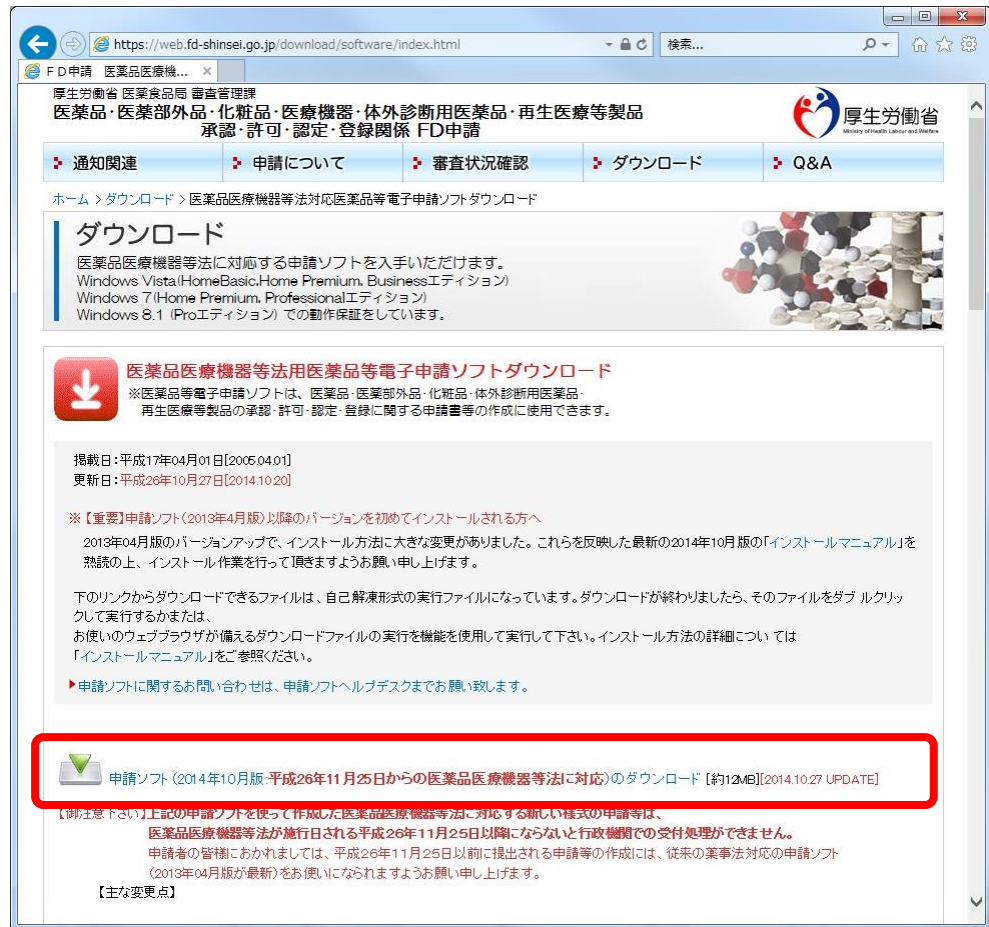 https://web.fd-shinsei.go.jp/download/software/index.html
検索...
ＦＤ申請 医薬品医療機...
厚生労働省 医薬食品局 審査管理課
医薬品・医薬部外品・化粧品・医療機器・体外診断用医薬品・再生医療等製品
承認・許可・認定・登録関係 FD申請
厚生労働省
Ministry of Health Labour and Welfare
通知関連
申請について
審査状況確認
ダウンロード
Q&A
ホーム > ダウンロード > 医薬品医療機器等法対応医薬品等電子申請ソフトダウンロード
ダウンロード
医薬品医療機器等法に対応する申請ソフトを入手いただけます。
Windows Vista(HomeBasic.Home Premium. Businessエディション)
Windows 7(Home Premium. Professionalエディション)
Windows 8.1 (Proエディション) での動作保証をしています。
医薬品医療機器等法用医薬品等電子申請ソフトダウンロード
※医薬品等電子申請ソフトは、医薬品・医薬部外品・化粧品・体外診断用医薬品・
再生医療等製品の承認・許可・認定・登録に関する申請書等の作成に使用できます。
掲載日：平成17年04月01日[2005.04.01]
更新日：平成26年10月27日[2014.10.20]
※【重要】申請ソフト（2013年4月版）以降のバージョンを初めてインストールされる方へ
2013年04月版のバージョンアップで、インストール方法に大きな変更がありました。これらを反映した最新の2014年10月版の「インストールマニュアル」を
熟読の上、インストール作業を行って頂きますようお願い申し上げます。
下のリンクからダウンロードできるファイルは、自己解凍形式の実行ファイルになっています。ダウンロードが終わりましたら、そのファイルをダブ ルクリッ
クして実行するかまたは、
お使いのウェブブラウザが備えるダウンロードファイルの実行を機能を使用して実行して下さい。インストール方法の詳細につい ては
「インストールマニュアル」をご参照ください。
申請ソフトに関するお問い合わせは、申請ソフトヘルプデスクまでお願い致します。
申請ソフト（2014年10月版:平成26年11月25日からの医薬品医療機器等法に対応）のダウンロード [約12MB][2014.10.27 UPDATE]
【御注意下さい】上記の申請ソフトを使って作成した医薬品医療機器等法に対応する新しい様式の申請等は、
医薬品医療機器等法が施行日される平成26年11月25日以降にならないと行政機関での受付処理ができません。
申請者の皆様におかれましては、平成26年11月25日以前に提出される申請等の作成には、従来の薬事法対応の申請ソフト
（2013年04月版が最新）をお使いになられますようお願い申し上げます。
【主な変更点】